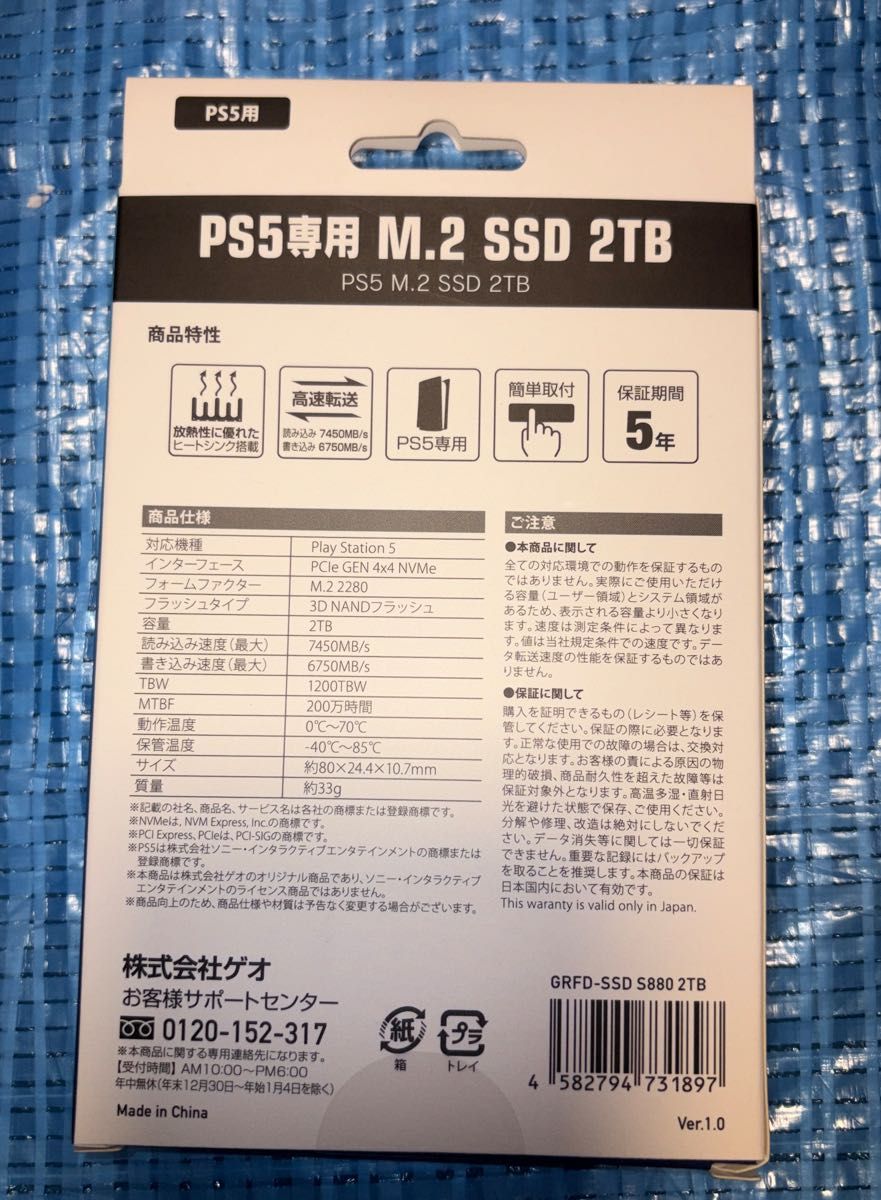 PS5用
PS5専用 M.2 SSD 2TB
PS5 M.2 SSD 2TB
商品特性
放熱性に優れた
ヒートシンク搭載
高速転送
読み込み 7450MB/s
書き込み 6750MB/s
PS5専用
簡単取付
保証期間
5年
商品仕様
対応機種 Play Station 5
インターフェース PCIe GEN 4x4 NVMe
フォームファクター M.2 2280
フラッシュタイプ 3D NANDフラッシュ
容量 2TB
読み込み速度(最大) 7450MB/s
書き込み速度(最大) 6750MB/s
TBW 1200TBW
MTBF 200万時間
動作温度 0℃〜70℃
保管温度 -40℃〜85℃
サイズ 約80×24.4×10.7mm
質量 約33g
※記載の社名、商品名、サービス名は各社の商標または登録商標です。
※NVMeは、NVM Express, Inc.の商標です。
※PCI Express、PCIeは、PCI-SIGの商標です。
※PS5は株式会社ソニー・インタラクティブエンタテインメントの商標または
登録商標です。
※本商品は株式会社ゲオのオリジナル商品であり、ソニー・インタラクティブ
エンタテインメントのライセンス商品ではありません。
※商品向上のため、商品仕様や材質は予告なく変更する場合がございます。
ご注意
●本商品に関して
全ての対応環境での動作を保証するもの
ではありません。実際にご使用いただけ
る容量(ユーザー領域)とシステム領域が
あるため、表示される容量より小さくなり
ます。速度は測定条件によって異なりま
す。値は当社規定条件での速度です。デー
タ転送速度の性能を保証するものではあ
りません。
●保証に関して
購入を証明できるもの(レシート等)を保
管してください。保証の際に必要となりま
す。正常な使用での故障の場合は、交換対
応となります。お客様の責による原因の物
理的破損、商品耐久性を超えた故障等は
保証対象外となります。高温多湿・直射日
光を避けた状態で保存、ご使用ください。
分解や修理、改造は絶対にしないでくだ
さい。データ消失等に関しては一切保証
できません。重要な記録にはバックアップ
を取ることを推奨します。本商品の保証は
日本国内において有効です。
This waranty is valid only in Japan.
株式会社ゲオ
お客様サポートセンター
0120-152-317
※本商品に関する専用連絡先になります。
【受付時間】AM10:00〜PM6:00
年中無休(年末12月30日〜年始1月4日を除く)
Made in China
紙
箱
プラ
トレイ
GRFD-SSD S880 2TB
4 582794 731897
Ver.1.0